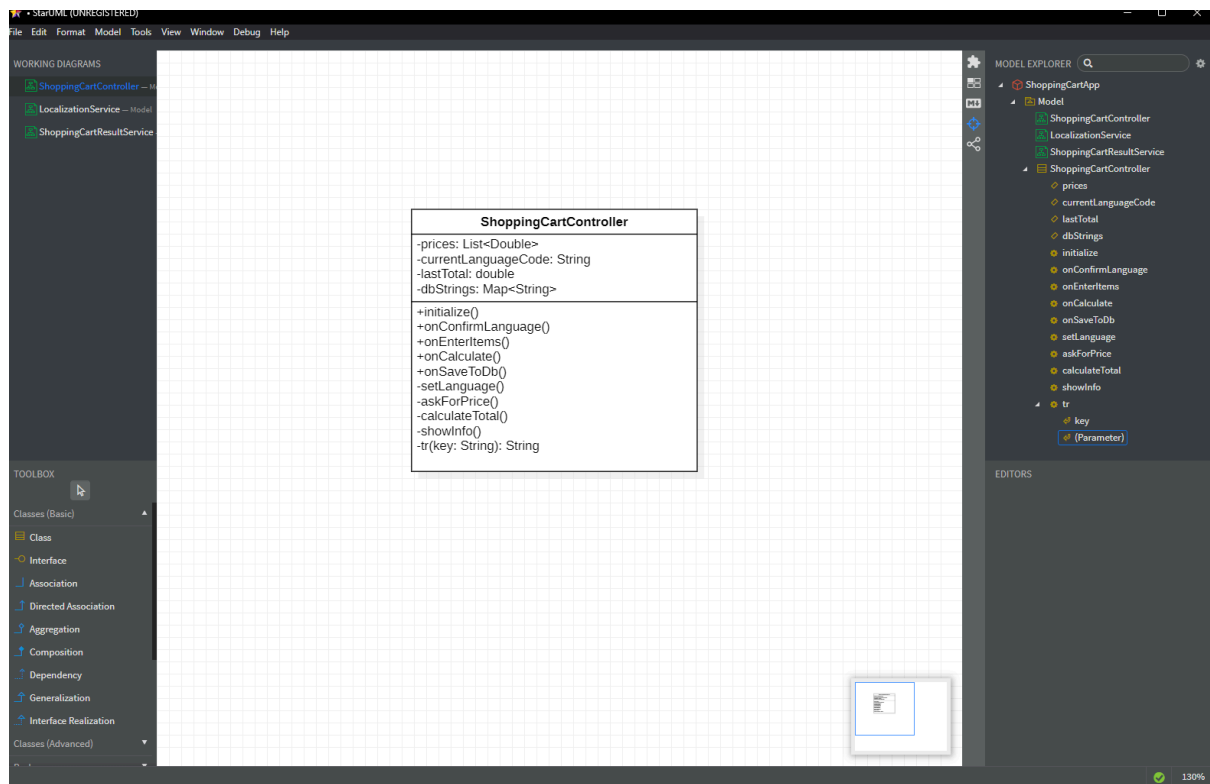 • StarUML (UNREGISTERED)
File Edit Format Model Tools View Window Debug Help
WORKING DIAGRAMS
ShoppingCartController — M
LocalizationService — Model
ShoppingCartResultService
TOOLBOX
Classes (Basic)
Class
Interface
Association
Directed Association
Aggregation
Composition
Dependency
Generalization
Interface Realization
Classes (Advanced)
ShoppingCartController
-prices: List<Double>
-currentLanguageCode: String
-lastTotal: double
-dbStrings: Map<String>
+initialize()
+onConfirmLanguage()
+onEnterItems()
+onCalculate()
+onSaveToDb()
-setLanguage()
-askForPrice()
-calculateTotal()
-showInfo()
-tr(key: String): String
MODEL EXPLORER
ShoppingCartApp
Model
ShoppingCartController
LocalizationService
ShoppingCartResultService
ShoppingCartController
prices
currentLanguageCode
lastTotal
dbStrings
initialize
onConfirmLanguage
onEnterItems
onCalculate
onSaveToDb
setLanguage
askForPrice
calculateTotal
showInfo
tr
key
(Parameter)
EDITORS
130%